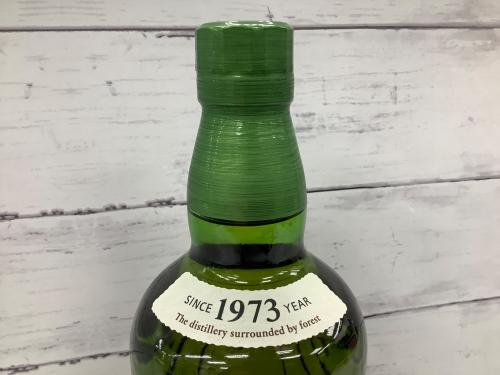 SINCE 1973 YEAR
The distillery surrounded by forest